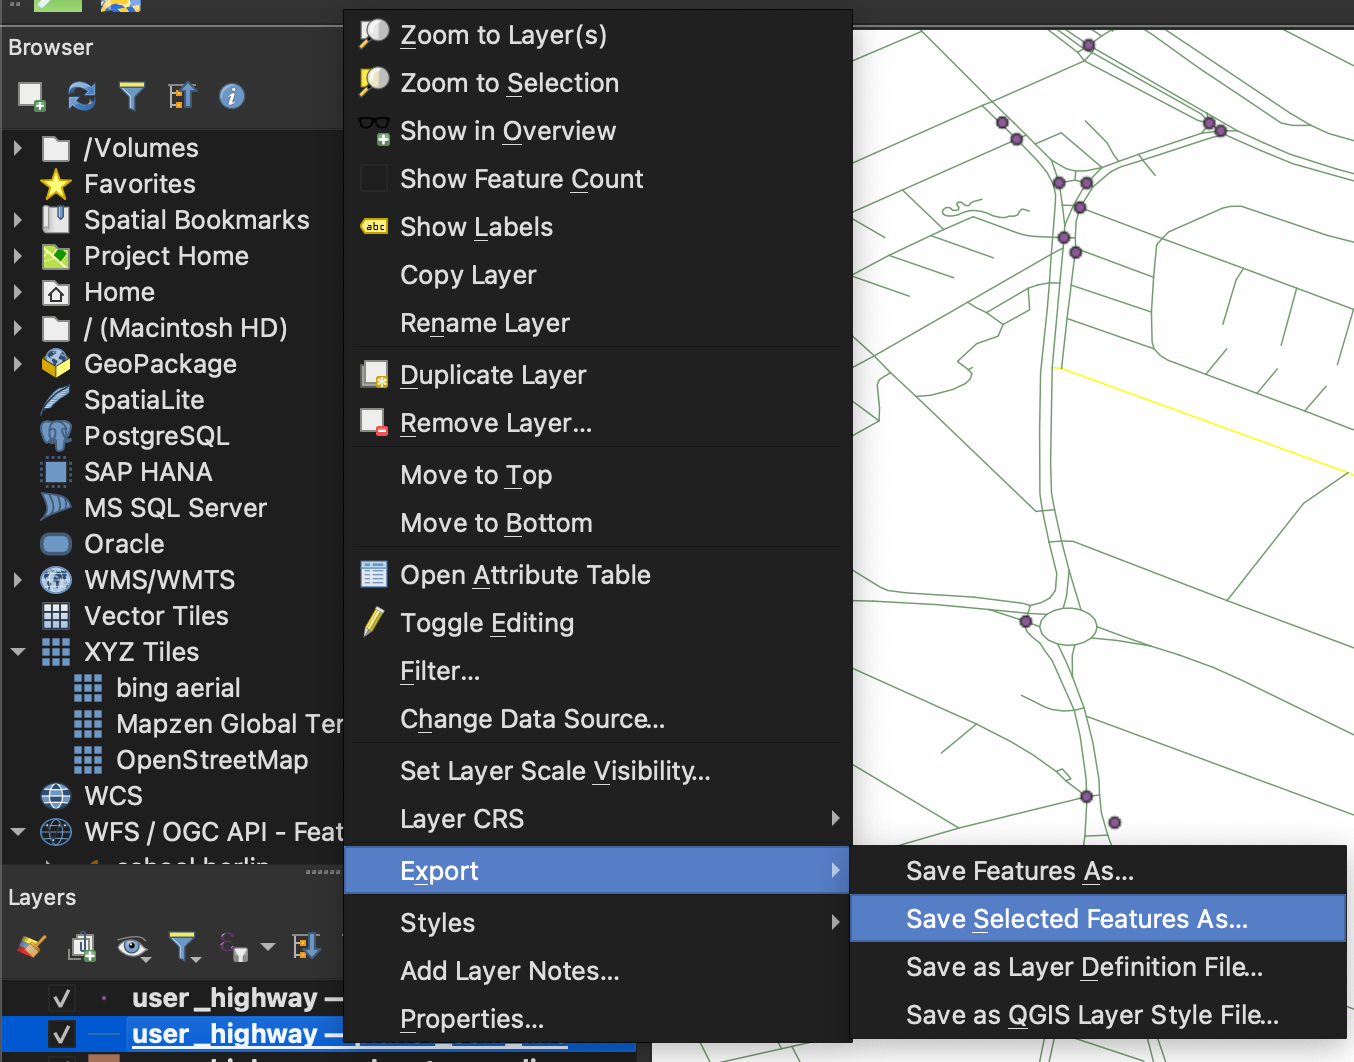 Browser
/Volumes
Favorites
Spatial Bookmarks
Project Home
Home
/ (Macintosh HD)
GeoPackage
SpatiaLite
PostgreSQL
SAP HANA
MS SQL Server
Oracle
WMS/WMTS
Vector Tiles
XYZ Tiles
bing aerial
Mapzen Global Ter
OpenStreetMap
WCS
WFS / OGC API - Feat
Layers
user_highway —
user_highway —
Zoom to Layer(s)
Zoom to Selection
Show in Overview
Show Feature Count
abc
Show Labels
Copy Layer
Rename Layer
Duplicate Layer
Remove Layer...
Move to Top
Move to Bottom
Open Attribute Table
Toggle Editing
Filter...
Change Data Source...
Set Layer Scale Visibility...
Layer CRS
Export
Styles
Add Layer Notes...
Properties...
Save Features As...
Save Selected Features As...
Save as Layer Definition File...
Save as QGIS Layer Style File...